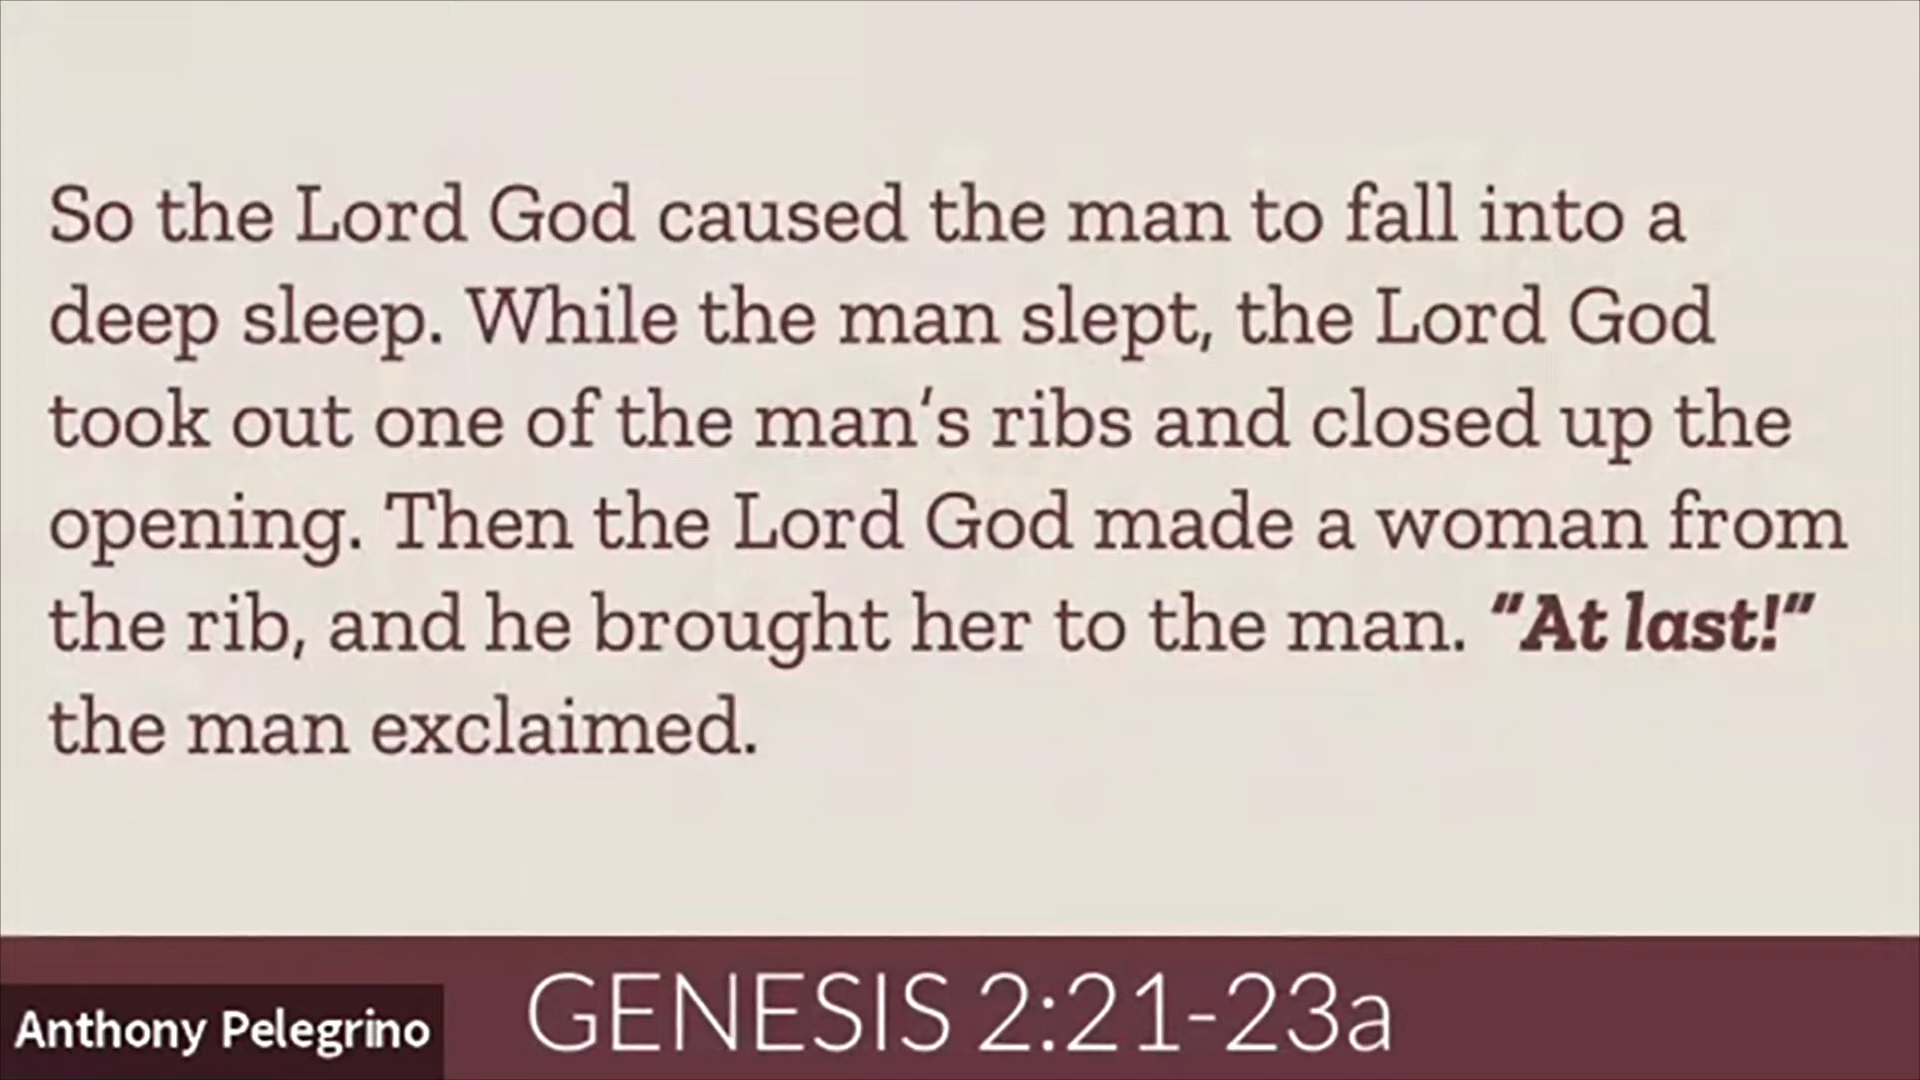 So the Lord God caused the man to fall into a
deep sleep. While the man slept, the Lord God
took out one of the man’s ribs and closed up the
opening. Then the Lord God made a woman from
the rib, and he brought her to the man. “At last!”
the man exclaimed.
GENESIS 2:21-23a
Anthony Pelegrino